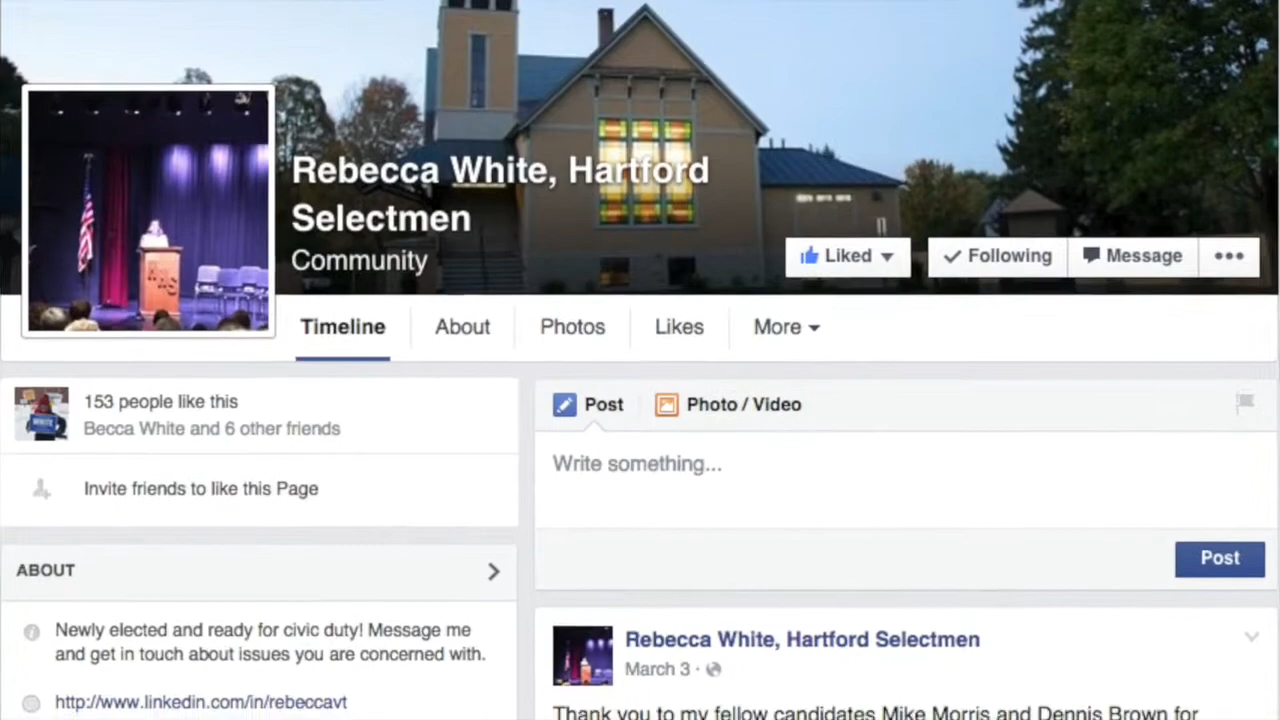 Rebecca White, Hartford
Selectmen
Community
Liked
Following
Message
Timeline
About
Photos
Likes
More
153 people like this
Becca White and 6 other friends
Invite friends to like this Page
ABOUT
Newly elected and ready for civic duty! Message me
and get in touch about issues you are concerned with.
http://www.linkedin.com/in/rebeccavt
Post
Photo / Video
Write something...
Post
Rebecca White, Hartford Selectmen
March 3 ·
Thank you to my fellow candidates Mike Morris and Dennis Brown for